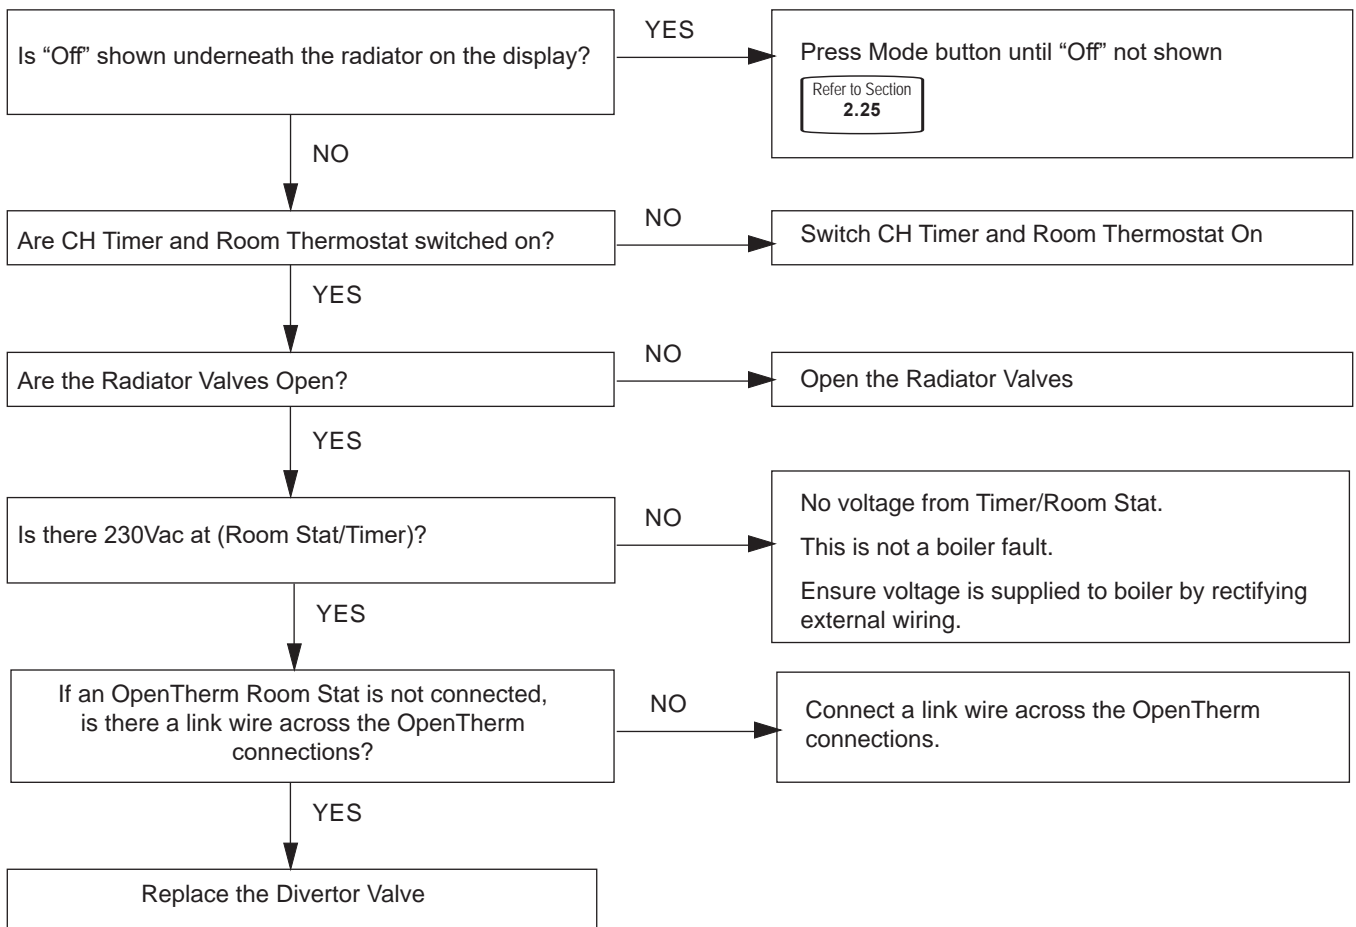 Is “Off” shown underneath the radiator on the display?
YES
Press Mode button until “Off” not shown
Refer to Section
2.25
NO
Are CH Timer and Room Thermostat switched on?
NO
Switch CH Timer and Room Thermostat On
YES
Are the Radiator Valves Open?
NO
Open the Radiator Valves
YES
Is there 230Vac at (Room Stat/Timer)?
NO
No voltage from Timer/Room Stat.
This is not a boiler fault.
Ensure voltage is supplied to boiler by rectifying
external wiring.
YES
If an OpenTherm Room Stat is not connected,
is there a link wire across the OpenTherm
connections?
NO
Connect a link wire across the OpenTherm
connections.
YES
Replace the Divertor Valve